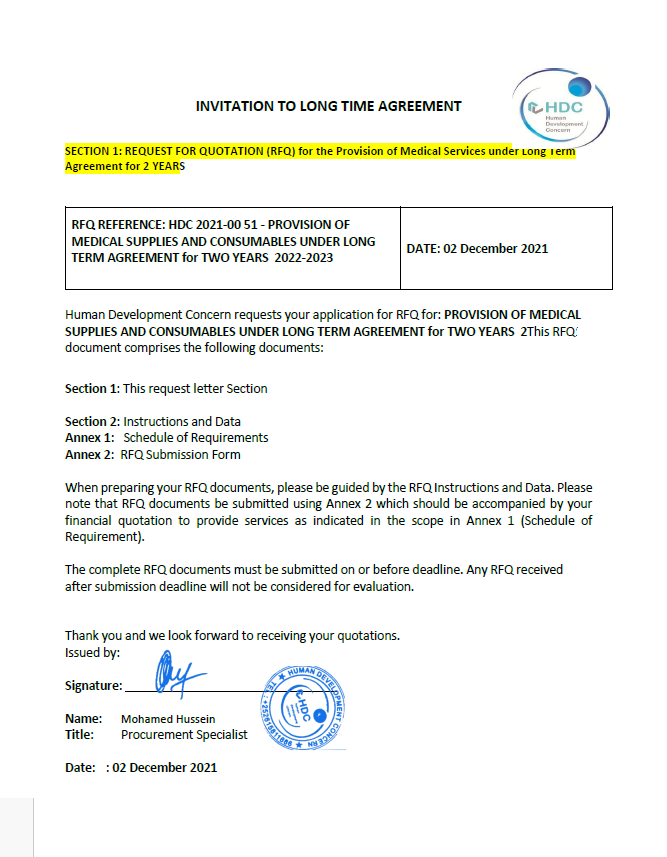 INVITATION TO LONG TIME AGREEMENT
HDC
Human
Development
Concern
SECTION 1: REQUEST FOR QUOTATION (RFQ) for the Provision of Medical Services under Long Term
Agreement for 2 YEARS
RFQ REFERENCE: HDC 2021-00 51 - PROVISION OF
MEDICAL SUPPLIES AND CONSUMABLES UNDER LONG
TERM AGREEMENT for TWO YEARS 2022-2023
DATE: 02 December 2021
Human Development Concern requests your application for RFQ for: PROVISION OF MEDICAL
SUPPLIES AND CONSUMABLES UNDER LONG TERM AGREEMENT for TWO YEARS 2This RFQ
document comprises the following documents:
Section 1: This request letter Section
Section 2: Instructions and Data
Annex 1: Schedule of Requirements
Annex 2: RFQ Submission Form
When preparing your RFQ documents, please be guided by the RFQ Instructions and Data. Please
note that RFQ documents be submitted using Annex 2 which should be accompanied by your
financial quotation to provide services as indicated in the scope in Annex 1 (Schedule of
Requirement).
The complete RFQ documents must be submitted on or before deadline. Any RFQ received
after submission deadline will not be considered for evaluation.
Thank you and we look forward to receiving your quotations.
Issued by:
Signature:
HUMAN DEVELOPMENT CONCERN
HDC
Name: Mohamed Hussein
Title: Procurement Specialist
Date: : 02 December 2021